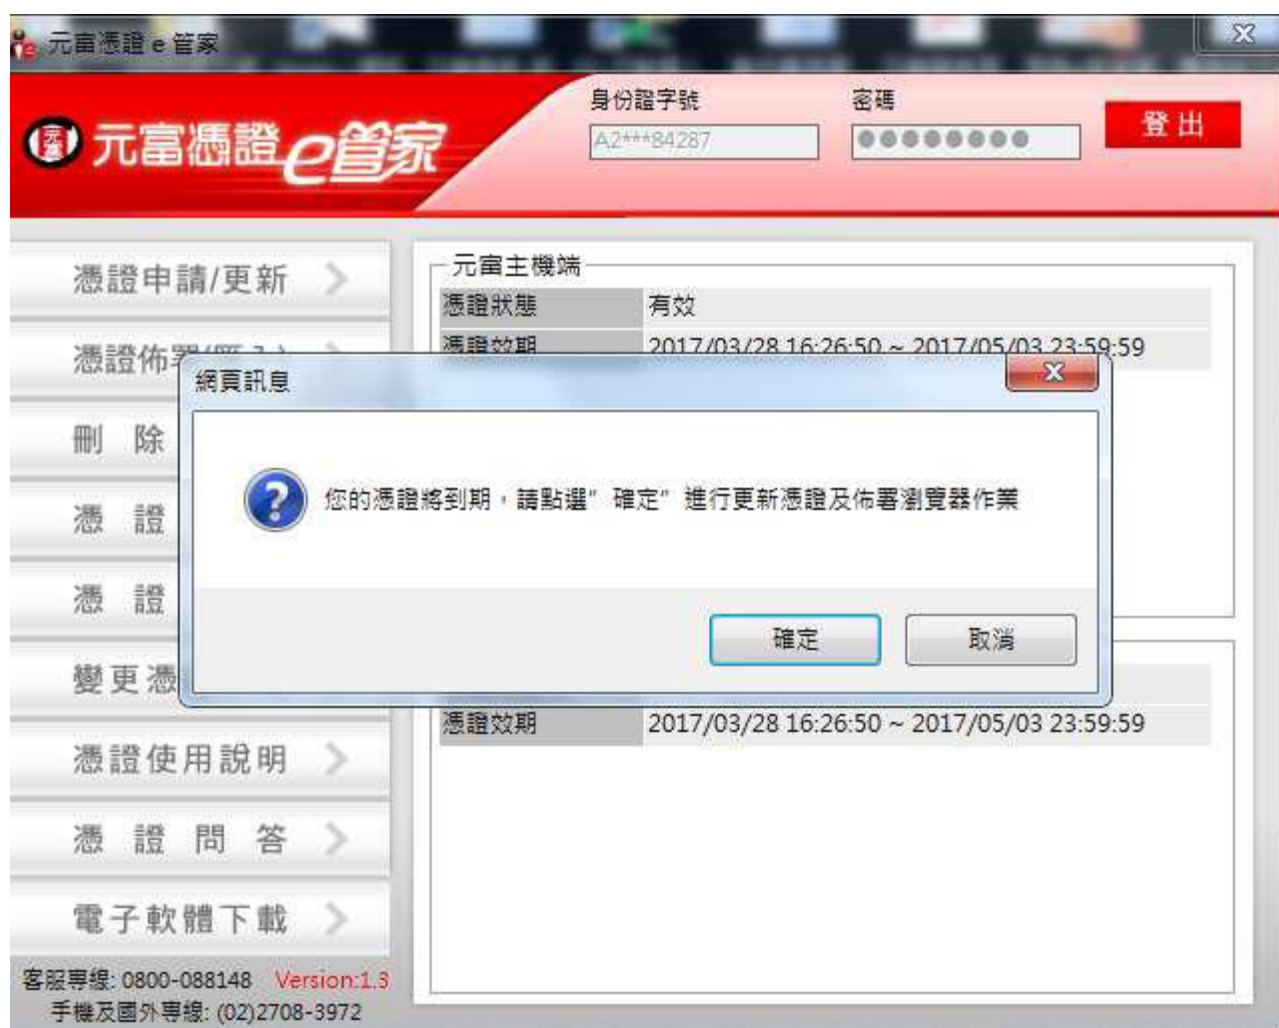 元富憑證 e 管家
元富
元富憑證e管家
身份證字號
密碼
A2***84287
登出
憑證申請/更新
憑證佈署
刪 除
憑 證
憑 證
變更憑
憑證使用說明
憑 證 問 答
電子軟體下載
客服專線: 0800-088148 Version:1.3
手機及國外專線: (02)2708-3972
元富主機端
憑證狀態 有效
憑證效期 2017/03/28 16:26:50 ~ 2017/05/03 23:59:59
網頁訊息
您的憑證將到期，請點選”確定”進行更新憑證及佈署瀏覽器作業
確定
取消
憑證效期 2017/03/28 16:26:50 ~ 2017/05/03 23:59:59